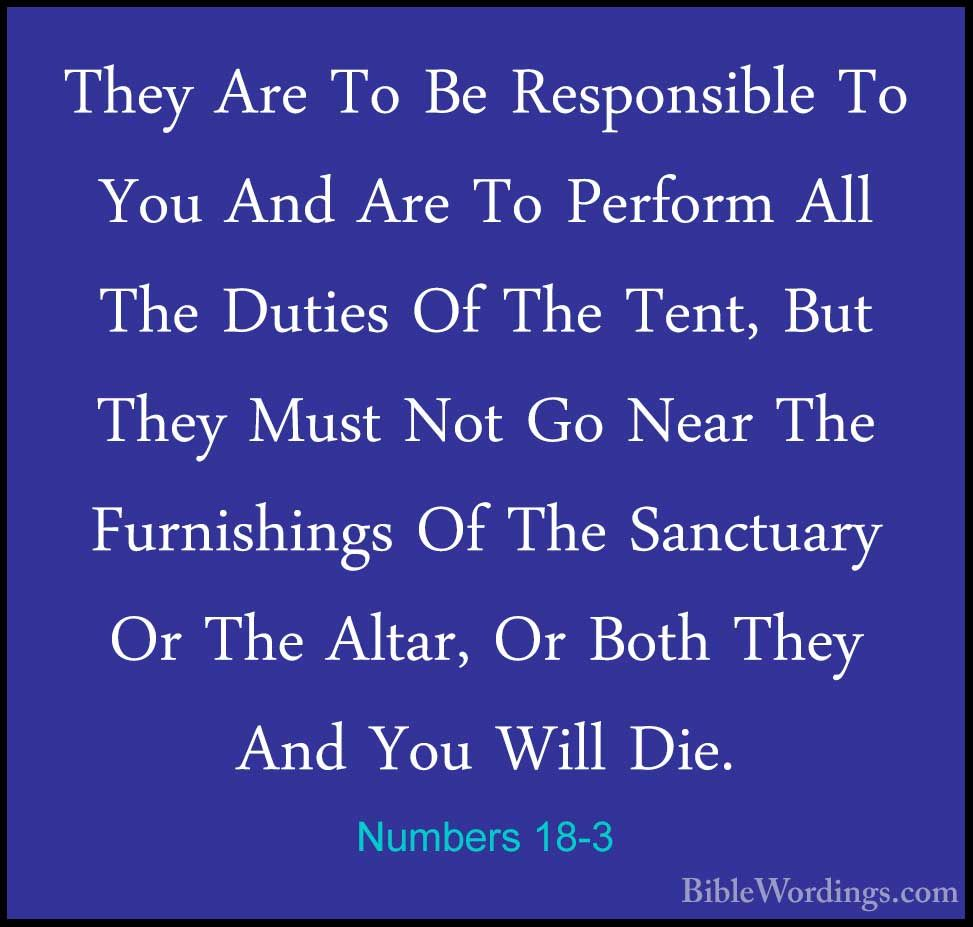 They Are To Be Responsible To
You And Are To Perform All
The Duties Of The Tent, But
They Must Not Go Near The
Furnishings Of The Sanctuary
Or The Altar, Or Both They
And You Will Die.
Numbers 18-3
BibleWordings.com